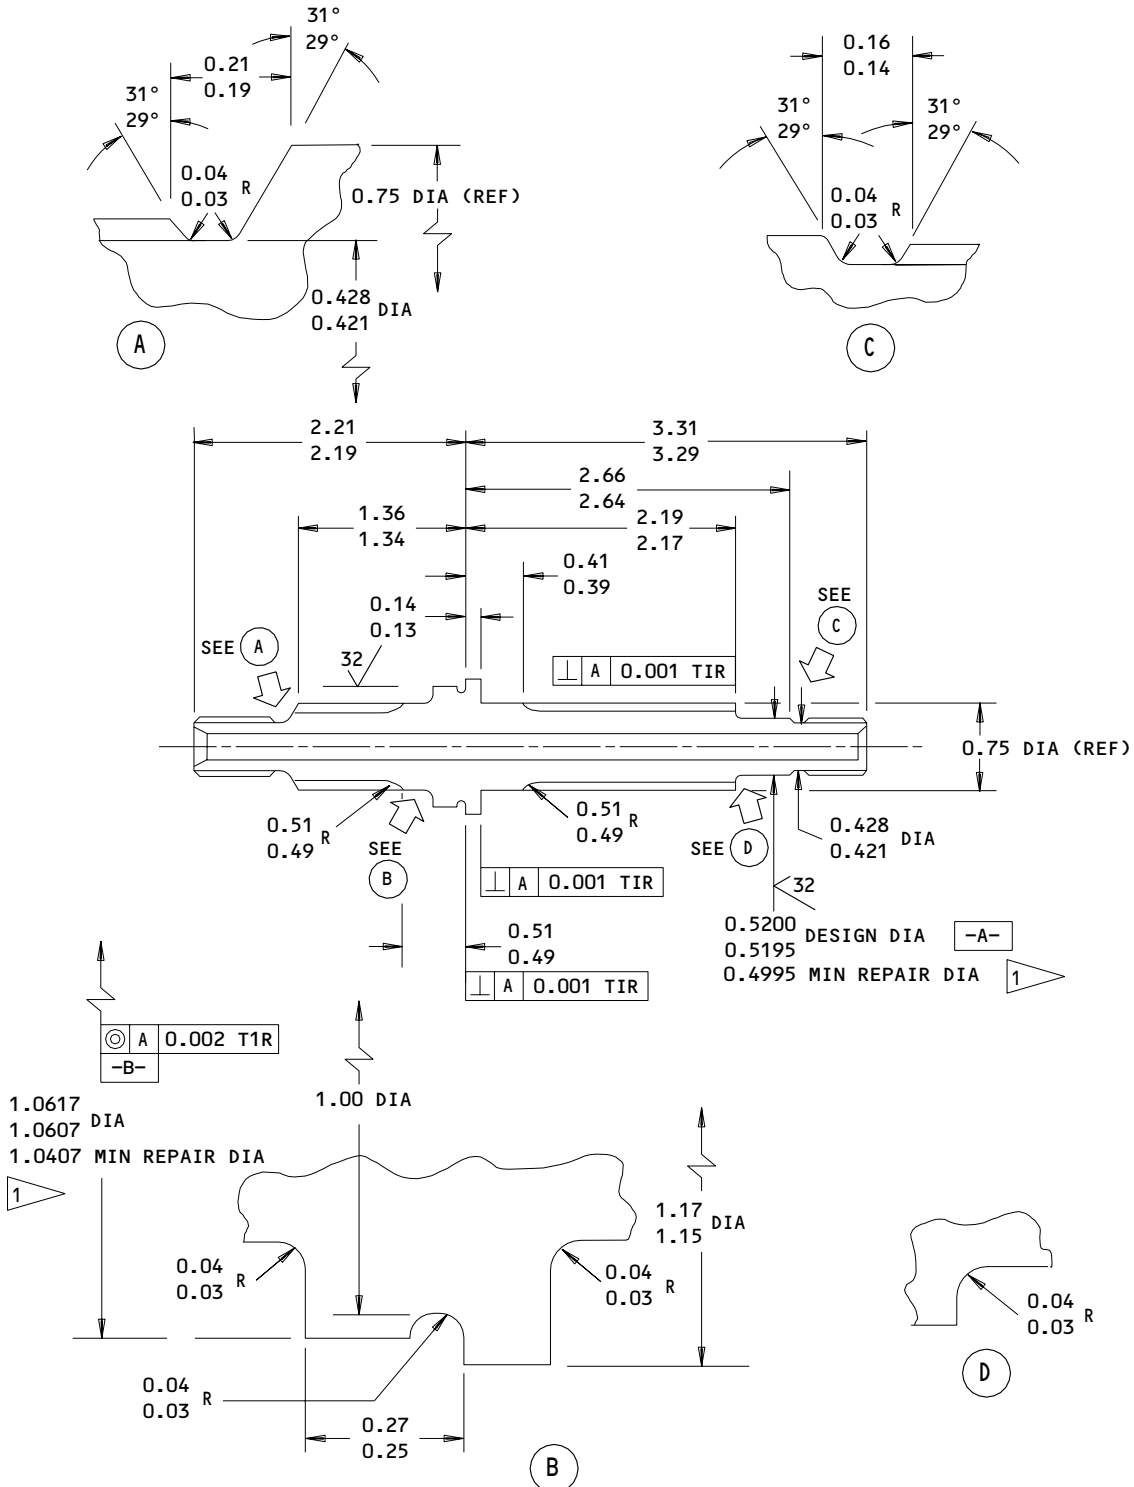 31°
29°
0.21
0.19
31°
29°
0.04
0.03 R
0.75 DIA (REF)
0.428
0.421 DIA
A
0.16
0.14
31°
29°
31°
29°
0.04
0.03 R
C
2.21
2.19
3.31
3.29
2.66
2.64
1.36
1.34
2.19
2.17
0.41
0.39
0.14
0.13
SEE A
32
SEE
C
⊥ A 0.001 TIR
0.75 DIA (REF)
0.51
0.49 R
SEE
B
0.51
0.49 R
SEE D
0.428
0.421 DIA
⊥ A 0.001 TIR
32
0.51
0.49
0.5200
0.5195 DESIGN DIA -A-
0.4995 MIN REPAIR DIA 1
⊥ A 0.001 TIR
◎ A 0.002 T1R
-B-
1.0617
1.0607 DIA
1.0407 MIN REPAIR DIA
1
1.00 DIA
1.17
1.15 DIA
0.04
0.03 R
0.04
0.03 R
0.04
0.03 R
0.27
0.25
B
0.04
0.03 R
D